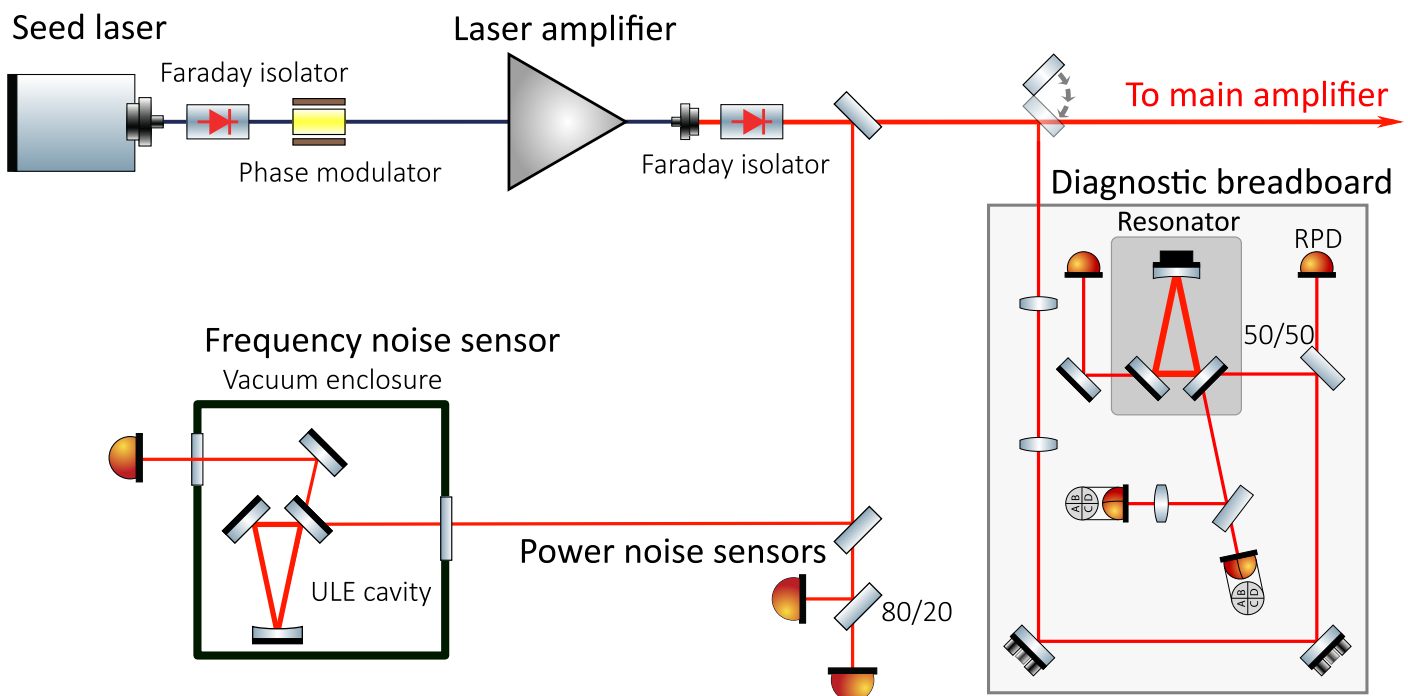 Seed laser
Faraday isolator
Phase modulator
Laser amplifier
Faraday isolator
To main amplifier
Diagnostic breadboard
Resonator
RPD
50/50
Frequency noise sensor
Vacuum enclosure
ULE cavity
Power noise sensors
80/20
A B
C D
A B
C D